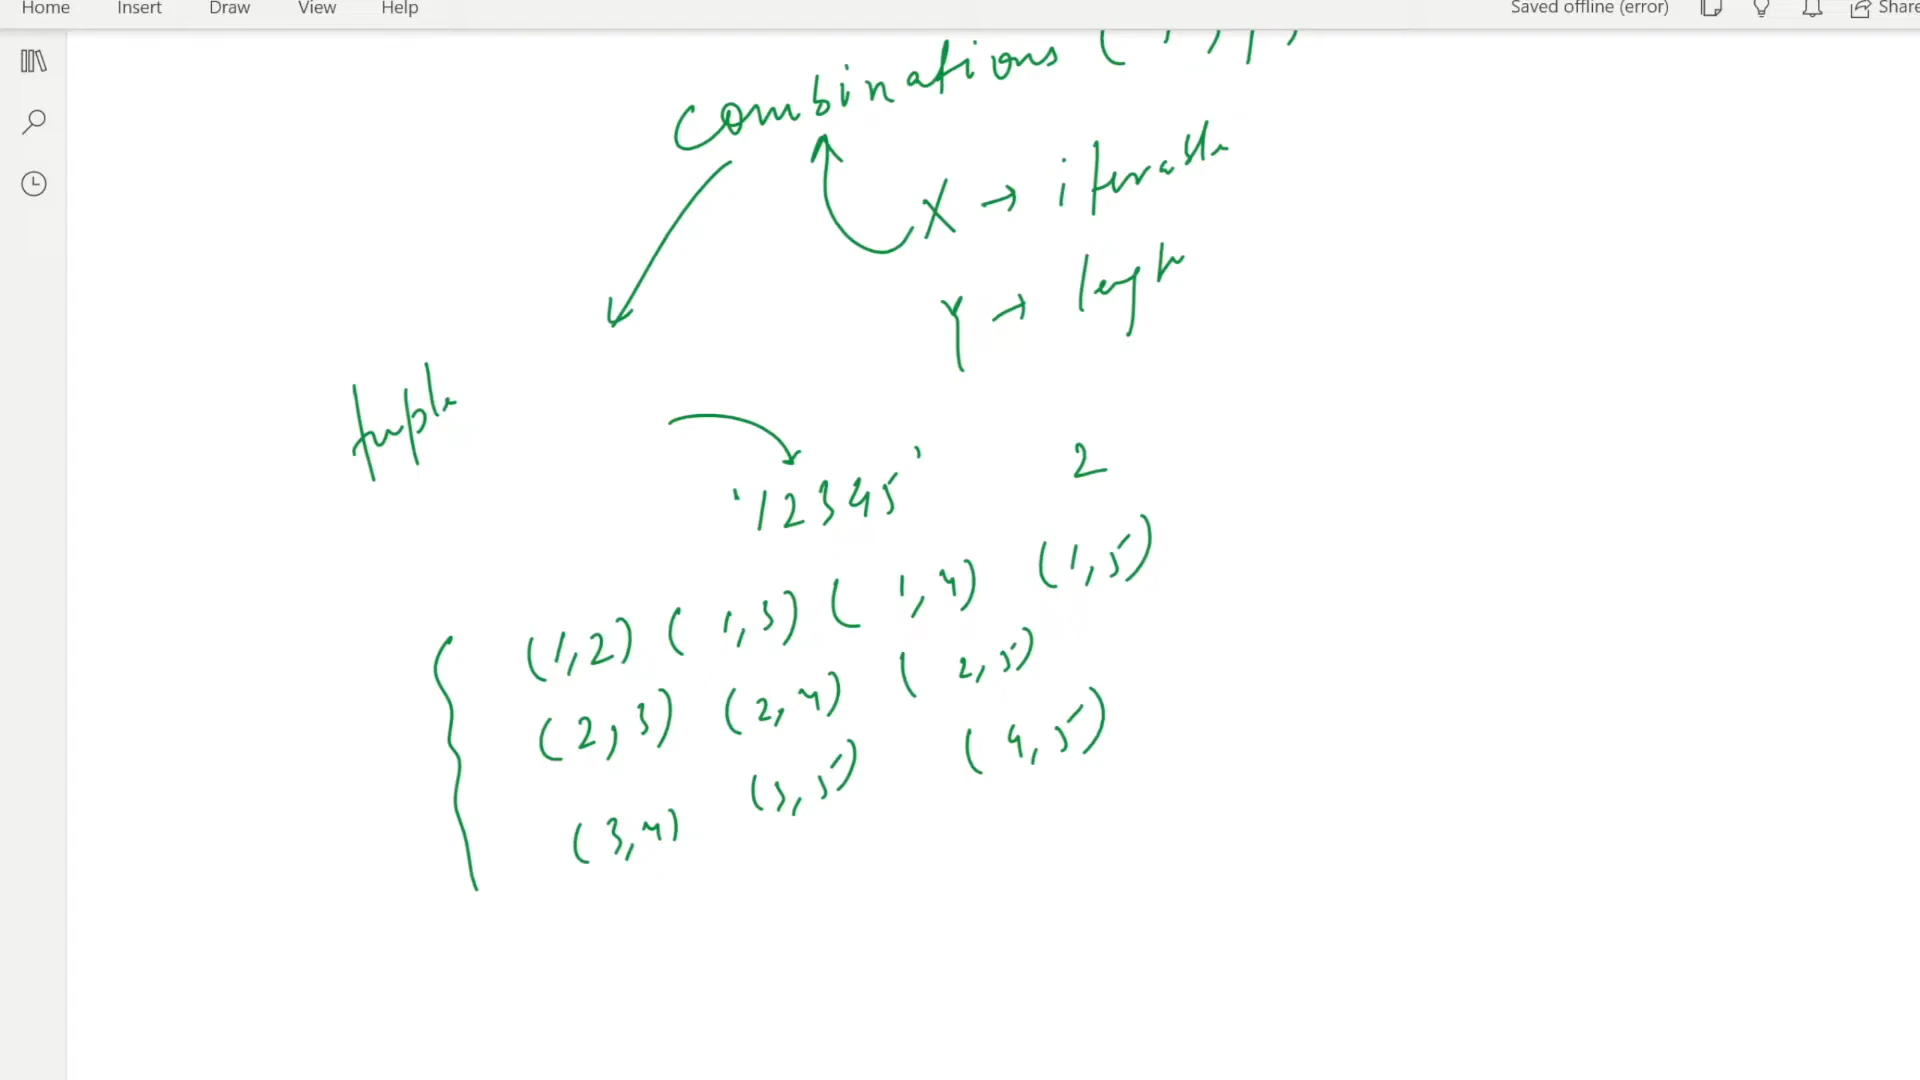 Home Insert Draw View Help Saved offline (error) Share
combinations (
X → iterable
Y → length
tuple
'12345' 2
(1,2) (1,3) (1,4) (1,5)
(2,3) (2,4) (2,5)
(3,4) (3,5) (4,5)